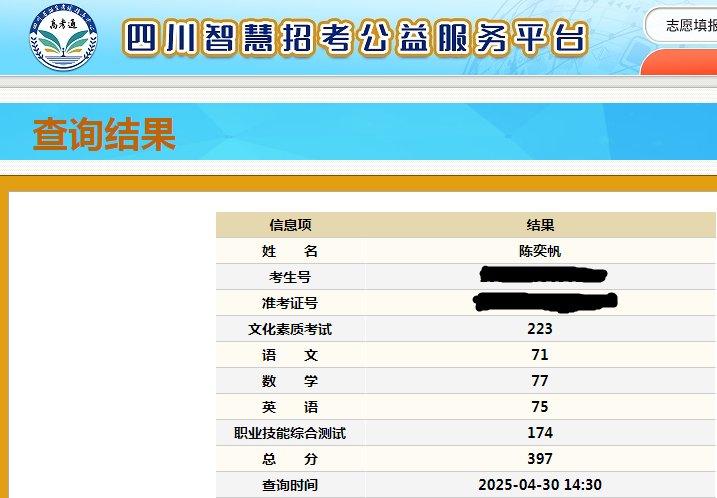 高考通
四川智慧招考公益服务平台
志愿填报
查询结果
信息项 结果
姓 名 陈奕帆
考生号
准考证号
文化素质考试 223
语 文 71
数 学 77
英 语 75
职业技能综合测试 174
总 分 397
查询时间 2025-04-30 14:30